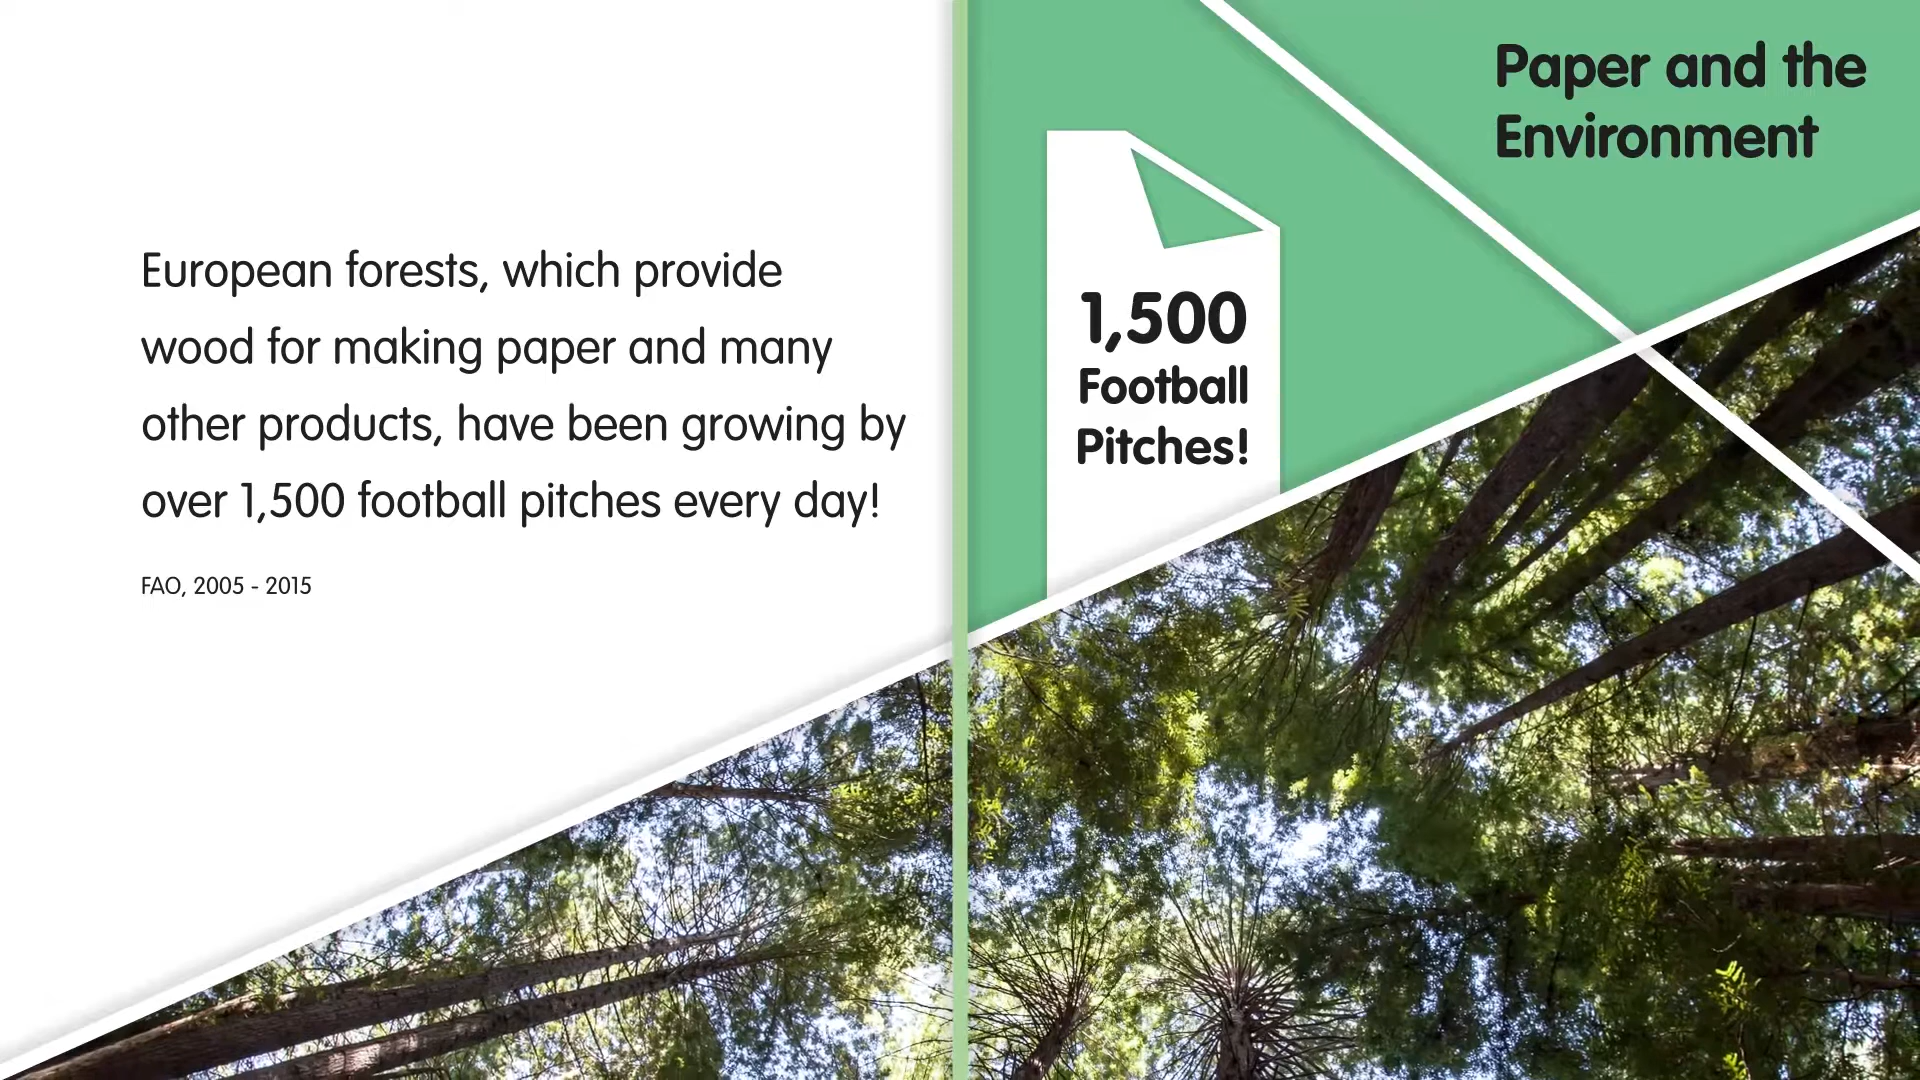 European forests, which provide
wood for making paper and many
other products, have been growing by
over 1,500 football pitches every day!
FAO, 2005 - 2015
1,500
Football
Pitches!
Paper and the
Environment